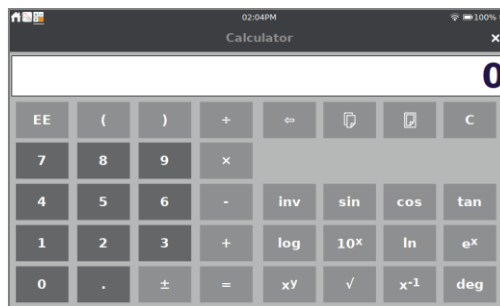 02:04PM
100%
Calculator
×
0
EE ( ) ÷ ⇦ C
7 8 9 ×
4 5 6 - inv sin cos tan
1 2 3 + log 10ˣ ln eˣ
0 . ± = xʸ √ x⁻¹ deg